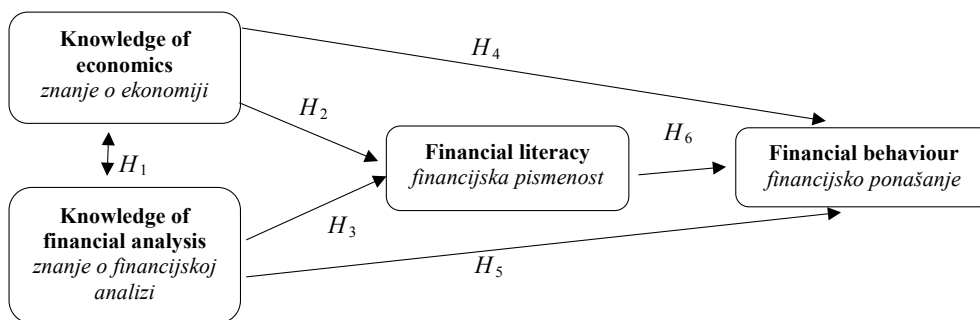 Knowledge of
economics
znanje o ekonomiji
H4
H2
H1
Financial literacy
financijska pismenost
H6
Financial behaviour
financijsko ponašanje
Knowledge of
financial analysis
znanje o financijskoj
analizi
H3
H5